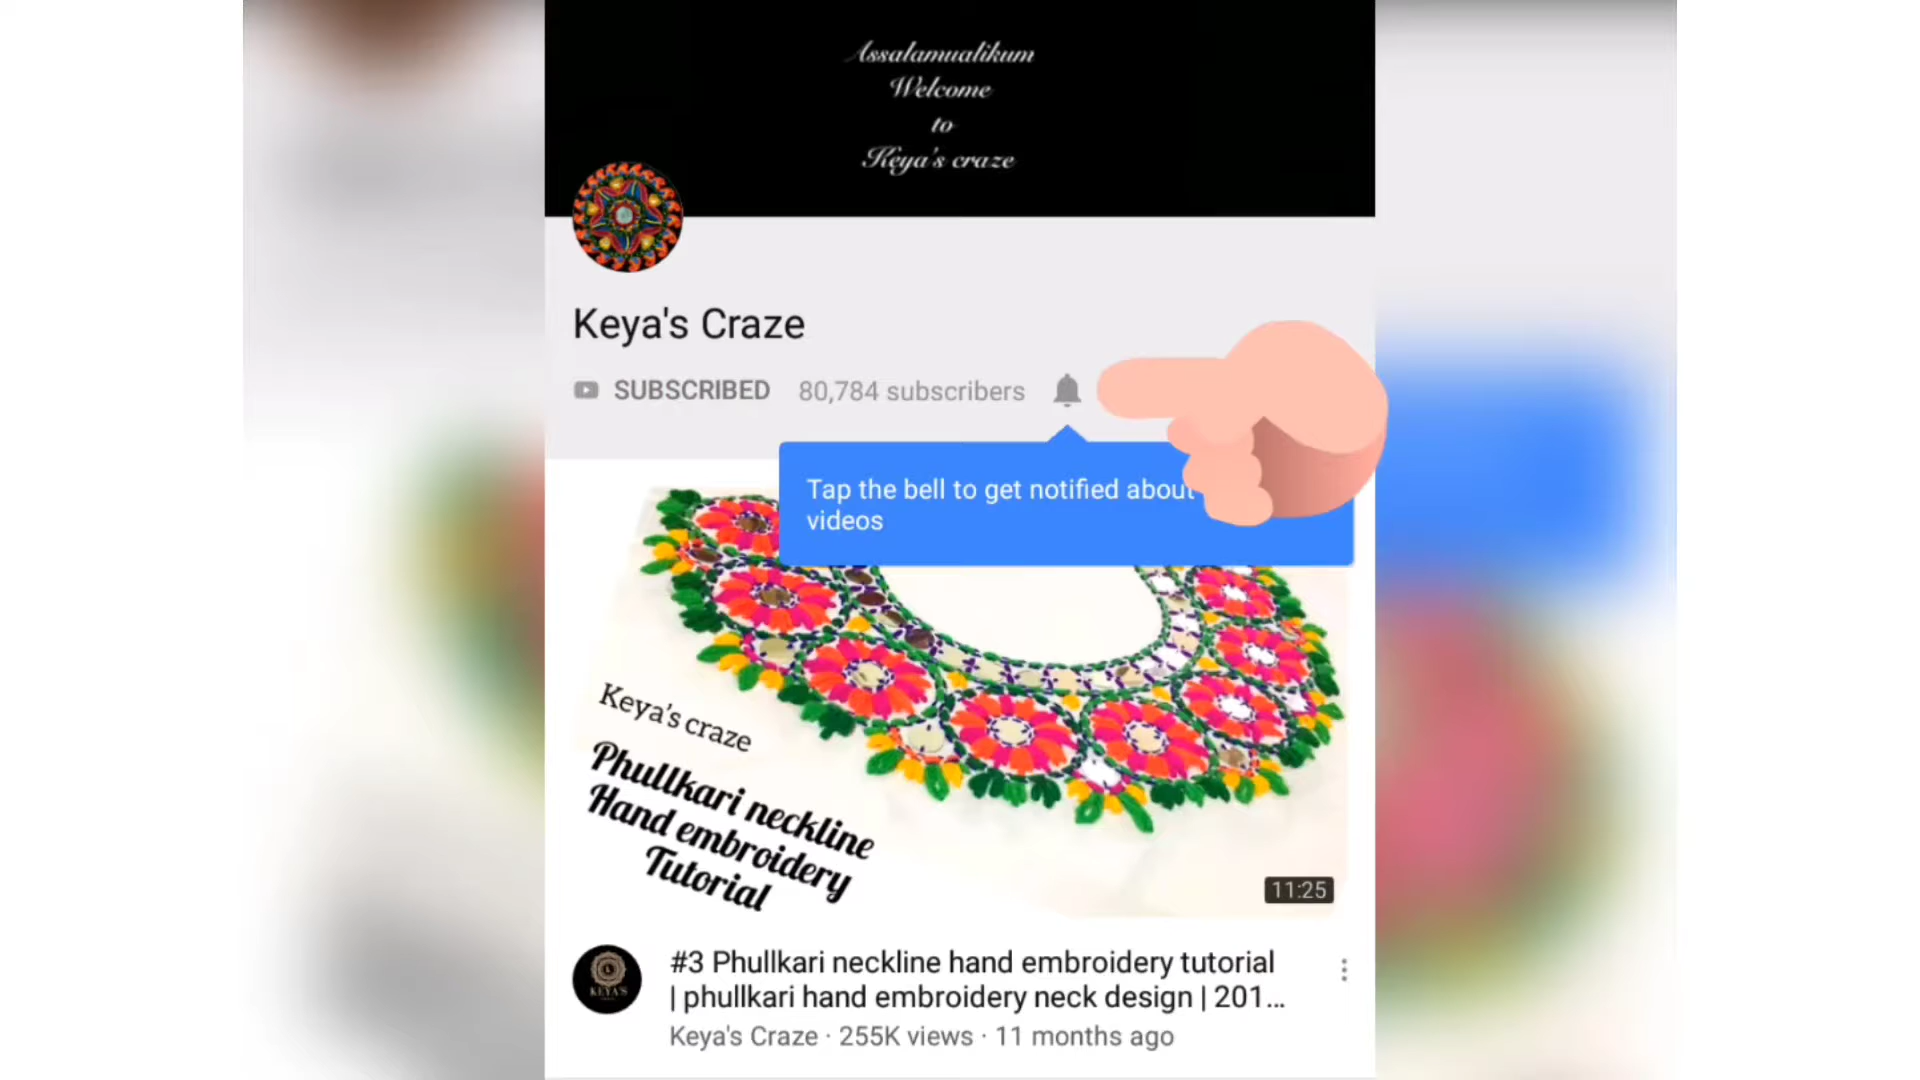 Assalamualikum
Welcome
to
Keya's craze
Keya's Craze
SUBSCRIBED 80,784 subscribers
Tap the bell to get notified about
videos
Keya's craze
Phullkari neckline
Hand embroidery
Tutorial
11:25
KEYA'S
#3 Phullkari neckline hand embroidery tutorial
| phullkari hand embroidery neck design | 201...
Keya's Craze · 255K views · 11 months ago